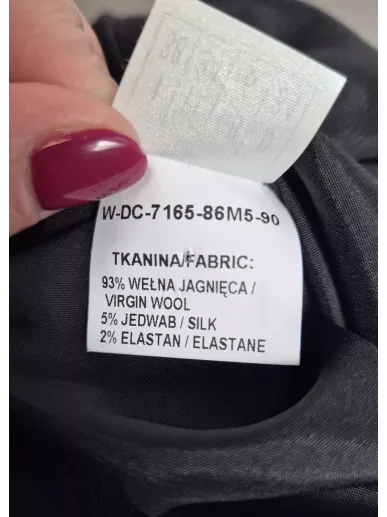 W-DC-7165-86M5-90
TKANINA/FABRIC:
93% WEŁNA JAGNIĘCA /
VIRGIN WOOL
5% JEDWAB / SILK
2% ELASTAN / ELASTANE